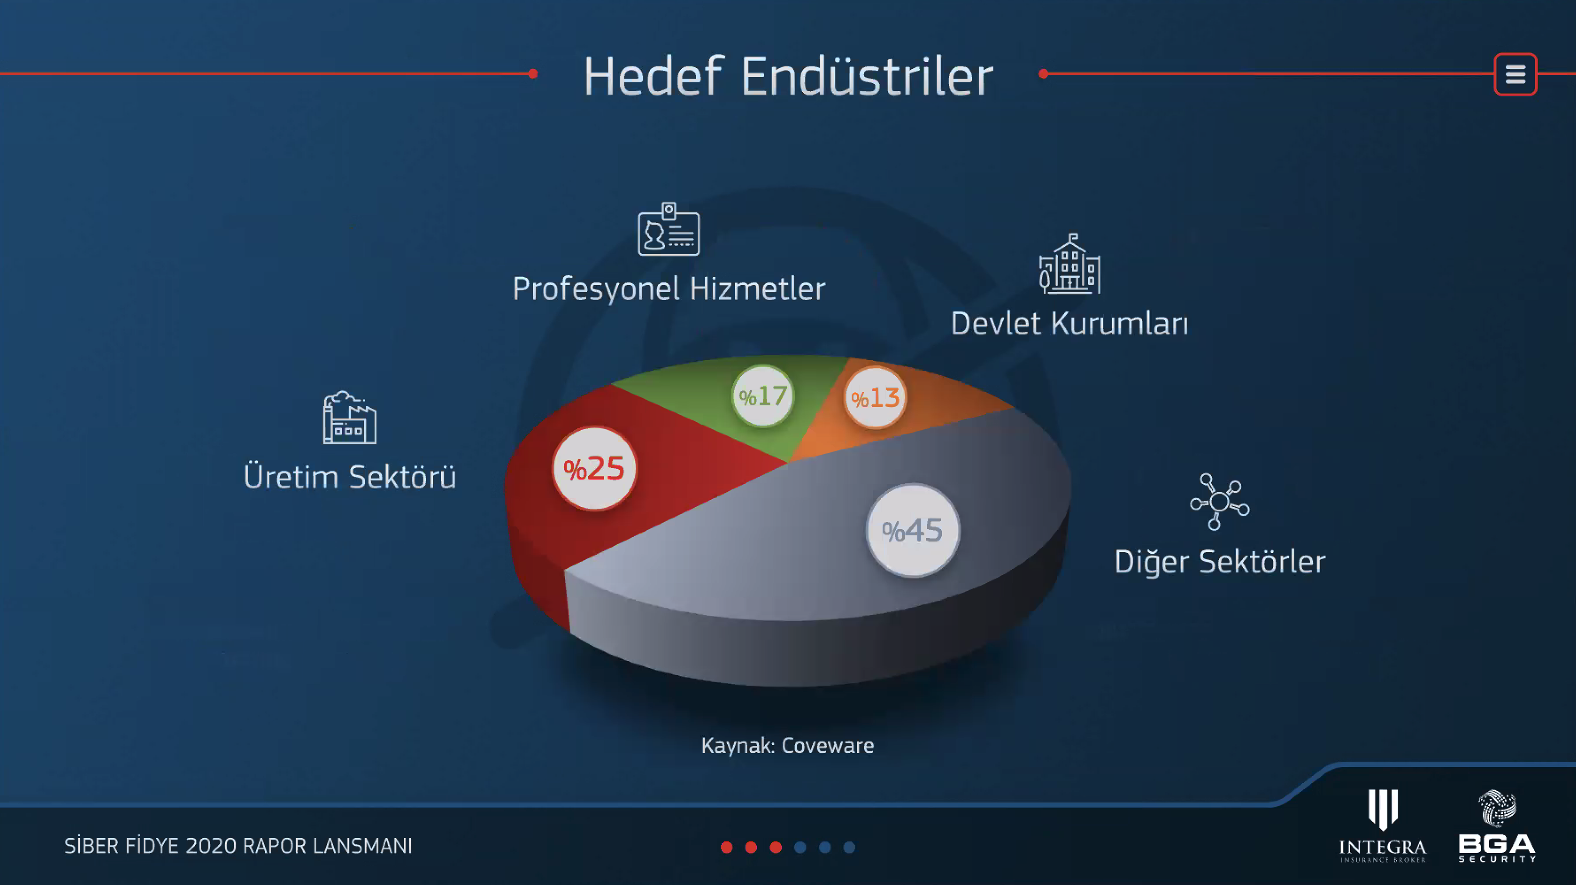 Hedef Endüstriler
Profesyonel Hizmetler
Devlet Kurumları
%17
%13
Üretim Sektörü
%25
%45
Diğer Sektörler
Kaynak: Coveware
SİBER FİDYE 2020 RAPOR LANSMANI
INTEGRA
INSURANCE BROKER
BGA
SECURITY